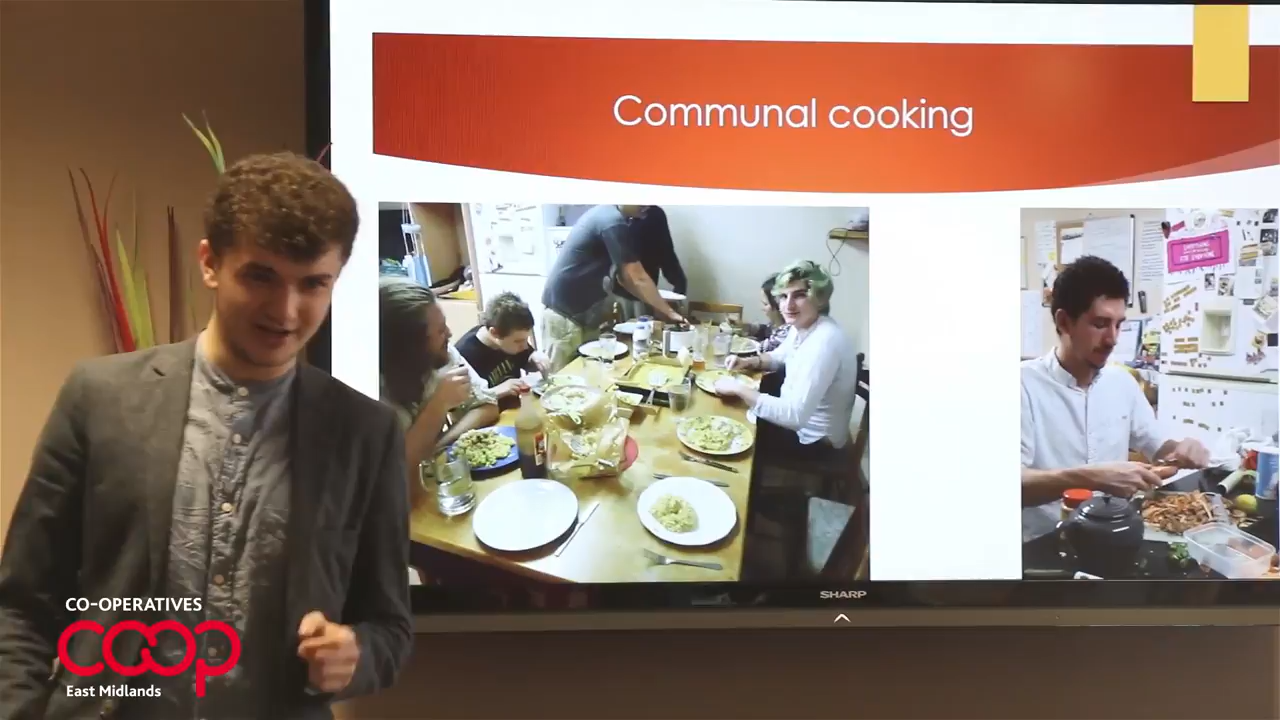 Communal cooking
SHARP
CO-OPERATIVES
coop
East Midlands